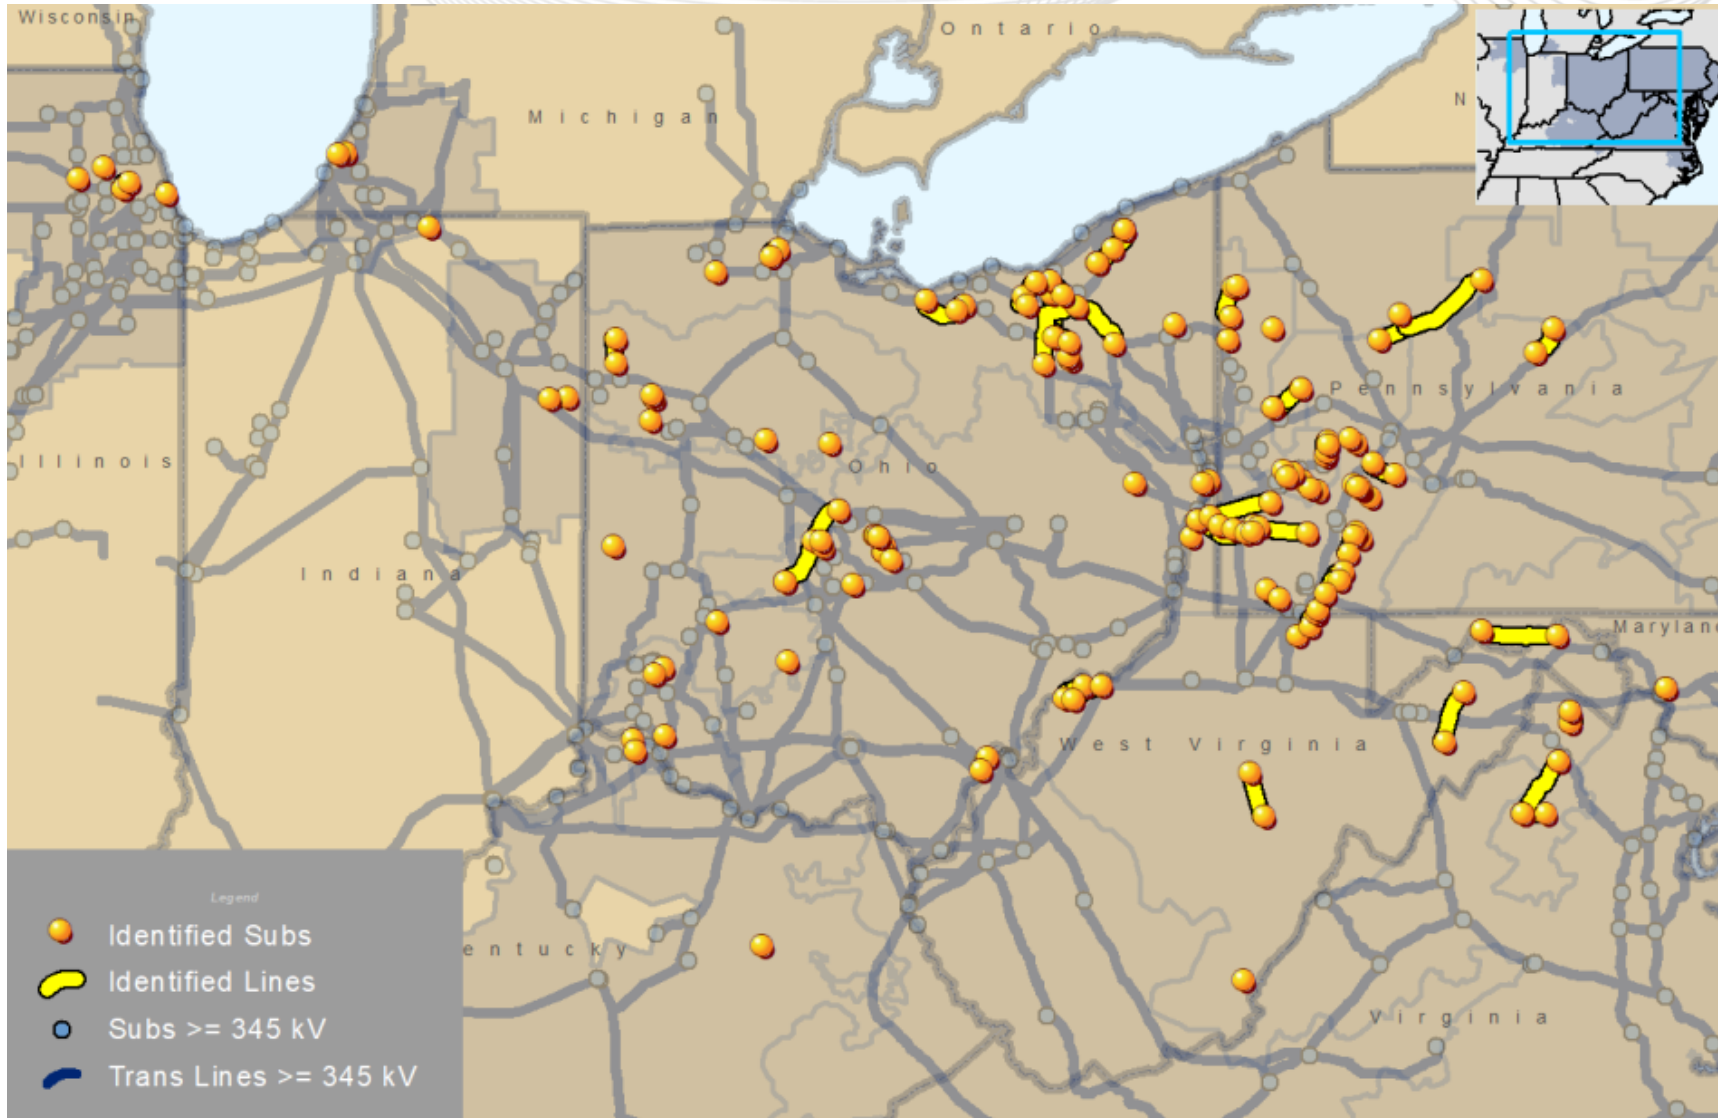 Wisconsin
Ontario
N
Michigan
Pennsylvania
Illinois
Ohio
Indiana
Marylan
West Virginia
entucky
Virginia
Legend
Identified Subs
Identified Lines
Subs >= 345 kV
Trans Lines >= 345 kV